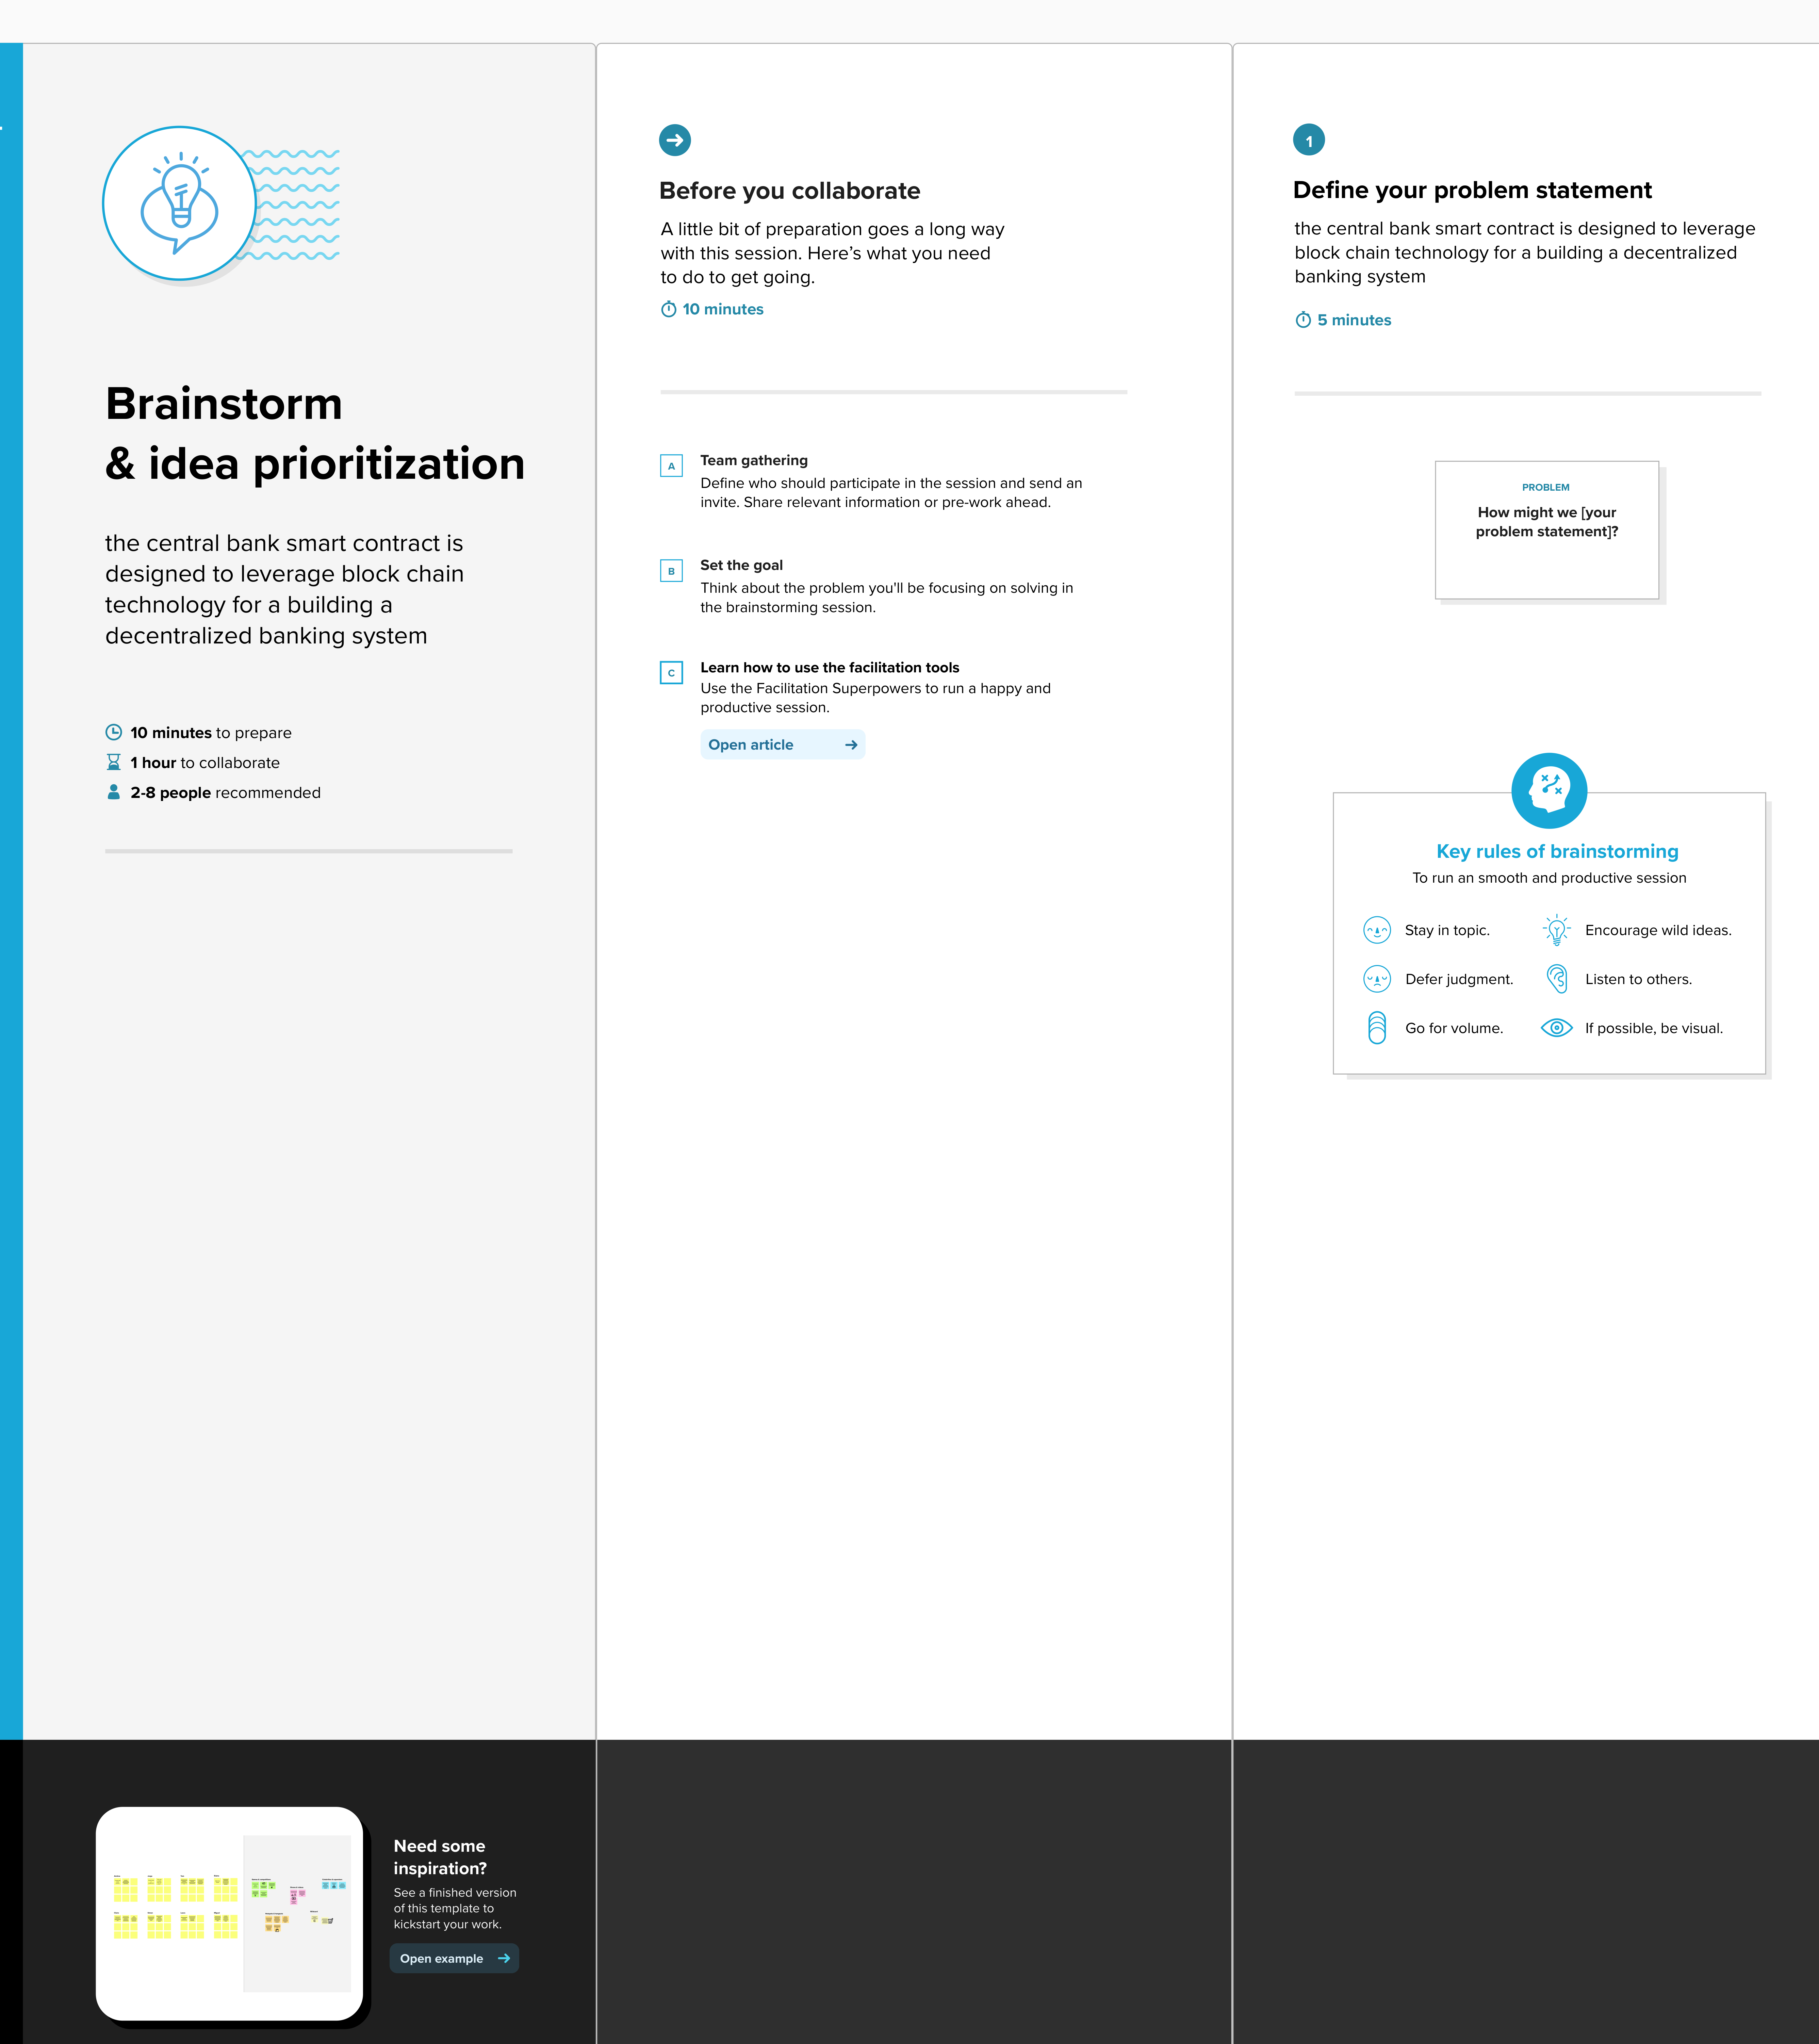 Brainstorm
& idea prioritization
the central bank smart contract is
designed to leverage block chain
technology for a building a
decentralized banking system
10 minutes to prepare
1 hour to collaborate
2-8 people recommended
Need some
inspiration?
See a finished version
of this template to
kickstart your work.
Open example
Before you collaborate
A little bit of preparation goes a long way
with this session. Here’s what you need
to do to get going.
10 minutes
A
Team gathering
Define who should participate in the session and send an
invite. Share relevant information or pre-work ahead.
B
Set the goal
Think about the problem you'll be focusing on solving in
the brainstorming session.
C
Learn how to use the facilitation tools
Use the Facilitation Superpowers to run a happy and
productive session.
Open article
1
Define your problem statement
the central bank smart contract is designed to leverage
block chain technology for a building a decentralized
banking system
5 minutes
PROBLEM
How might we [your
problem statement]?
Key rules of brainstorming
To run an smooth and productive session
Stay in topic.
Encourage wild ideas.
Defer judgment.
Listen to others.
Go for volume.
If possible, be visual.